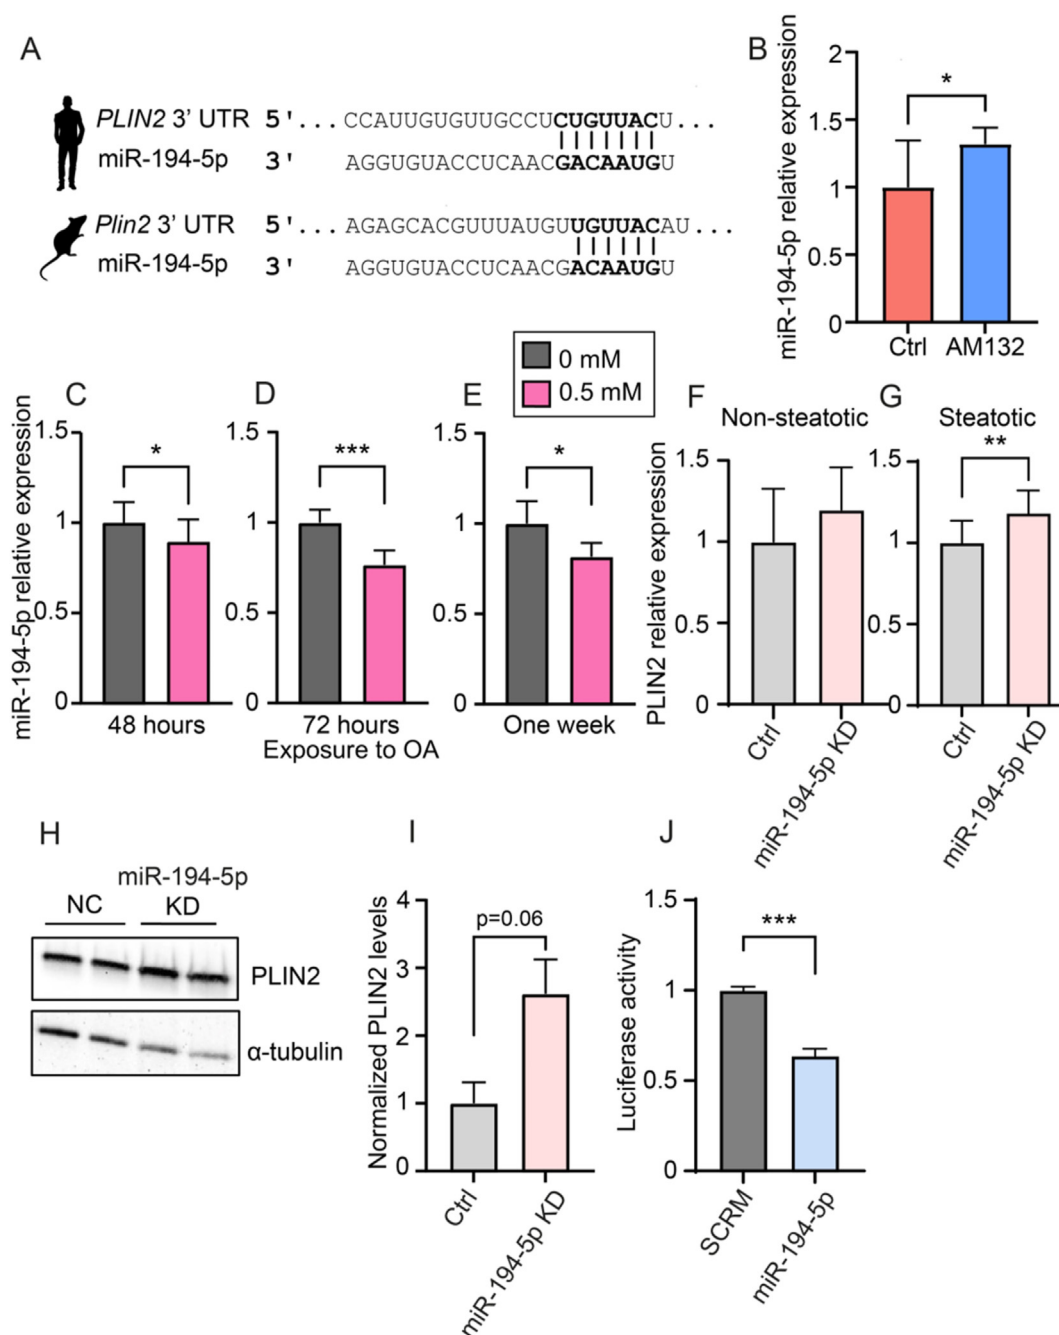 A
PLIN2 3' UTR 5'... CCAUUGUGUUGCCUCUGUUACU...
miR-194-5p 3' AGGUGUACCUCAACGACAAUGU
Plin2 3' UTR 5'... AGAGCACGUUUAUGUUGUUACAU...
miR-194-5p 3' AGGUGUACCUCAACGACAAUGU
B
miR-194-5p relative expression
2
1.5
1
0.5
0
*
Ctrl AM132
0 mM
0.5 mM
C
miR-194-5p relative expression
1.5
1
0.5
0
*
48 hours
D
1.5
1
0.5
0
***
72 hours
Exposure to OA
E
1.5
1
0.5
0
*
One week
F
Non-steatotic
PLIN2 relative expression
1.5
1
0.5
0
Ctrl
miR-194-5p KD
G
Steatotic
1.5
1
0.5
0
**
Ctrl
miR-194-5p KD
H
miR-194-5p
NC KD
PLIN2
α-tubulin
I
Normalized PLIN2 levels
4
3
2
1
0
p=0.06
Ctrl
miR-194-5p KD
J
Luciferase activity
1.5
1
0.5
0
***
SCRM
miR-194-5p